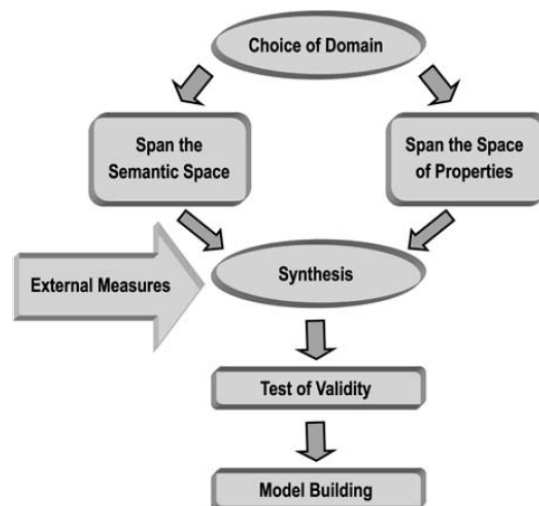 Choice of Domain
Span the
Semantic Space
Span the Space
of Properties
External Measures
Synthesis
Test of Validity
Model Building